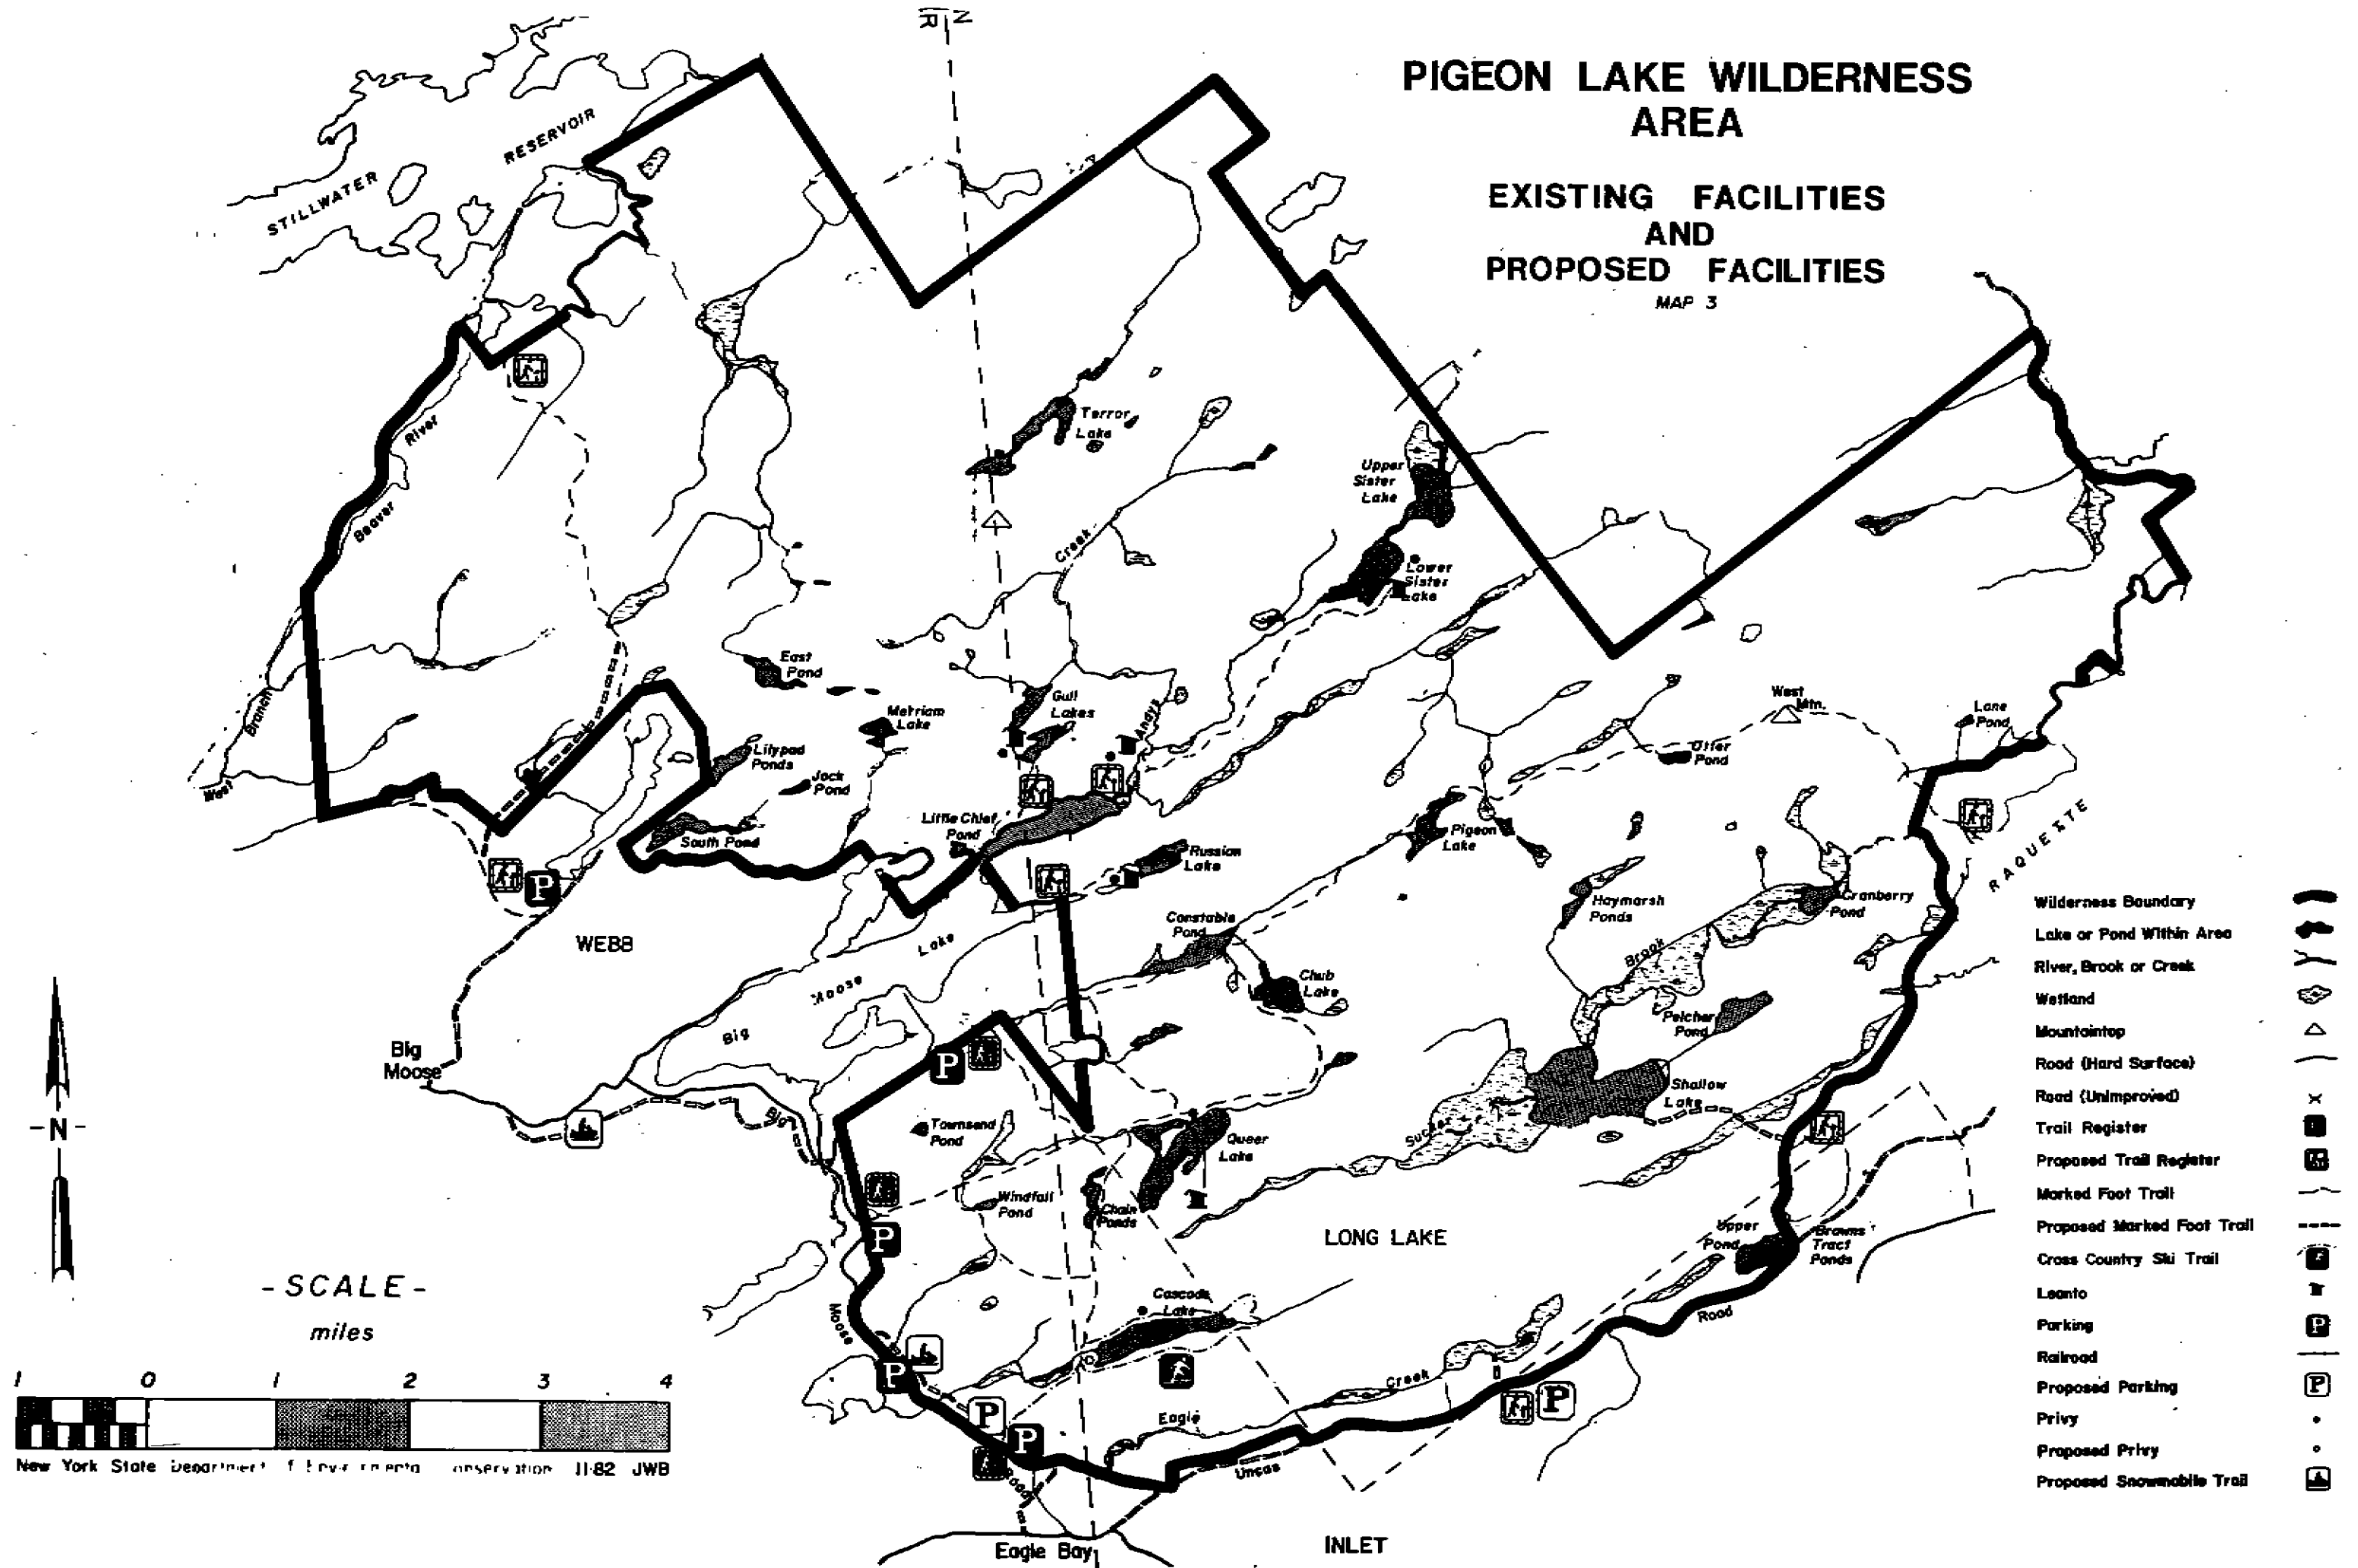 PIGEON LAKE WILDERNESS
AREA
EXISTING FACILITIES
AND
PROPOSED FACILITIES
MAP 3
N
STILLWATER
RESERVOIR
River
Beaver
Branch
West
Terror
Lake
Upper
Sister
Lake
Lower
Sister
Lake
Creek
East
Pond
Merriam
Lake
Gull
Lakes
Andys
Lilypad
Ponds
Jock
Pond
South Pond
Little Chief
Pond
Russian
Lake
Pigeon
Lake
West
Mtn.
Otter
Pond
Lane
Pond
RAQUETTE
Haymarsh
Ponds
Cranberry
Pond
Brook
Pelcher
Pond
Constable
Pond
Chub
Lake
WEBB
Lake
Moose
Big
Big
Moose
P
P
Big
Townsend
Pond
Queer
Lake
Shallow
Lake
Sucker
Windfall
Pond
Chain
Ponds
P
LONG LAKE
Upper
Pond
Browns
Tract
Ponds
Moose
Cascade
Lake
P
P
P
Road
Road
Creek
Eagle
Uncas
P
Eagle Bay
INLET
-N-
- SCALE -
miles
1 0 1 2 3 4
New York State 11-82 JWB
Wilderness Boundary
Lake or Pond Within Area
River, Brook or Creek
Wetland
Mountaintop
Road (Hard Surface)
Road (Unimproved)
Trail Register
Proposed Trail Register
Marked Foot Trail
Proposed Marked Foot Trail
Cross Country Ski Trail
Leanto
Parking
P
Railroad
Proposed Parking
P
Privy
Proposed Privy
Proposed Snowmobile Trail